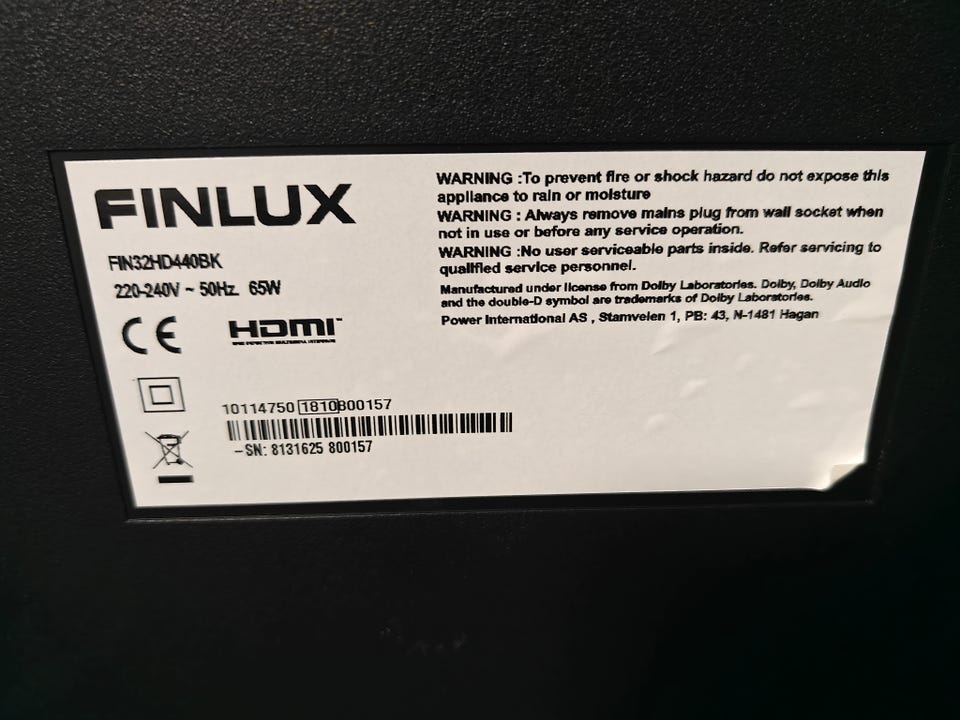 FINLUX
FIN32HD440BK
220-240V ~ 50Hz. 65W
CE
HDMI™
10114750 1810800157
-SN: 8131625 800157
WARNING :To prevent fire or shock hazard do not expose this
appliance to rain or moisture
WARNING : Always remove mains plug from wall socket when
not in use or before any service operation.
WARNING :No user serviceable parts inside. Refer servicing to
qualified service personnel.
Manufactured under license from Dolby Laboratories. Dolby, Dolby Audio
and the double-D symbol are trademarks of Dolby Laboratories.
Power International AS , Stamveien 1, PB: 43, N-1481 Hagan